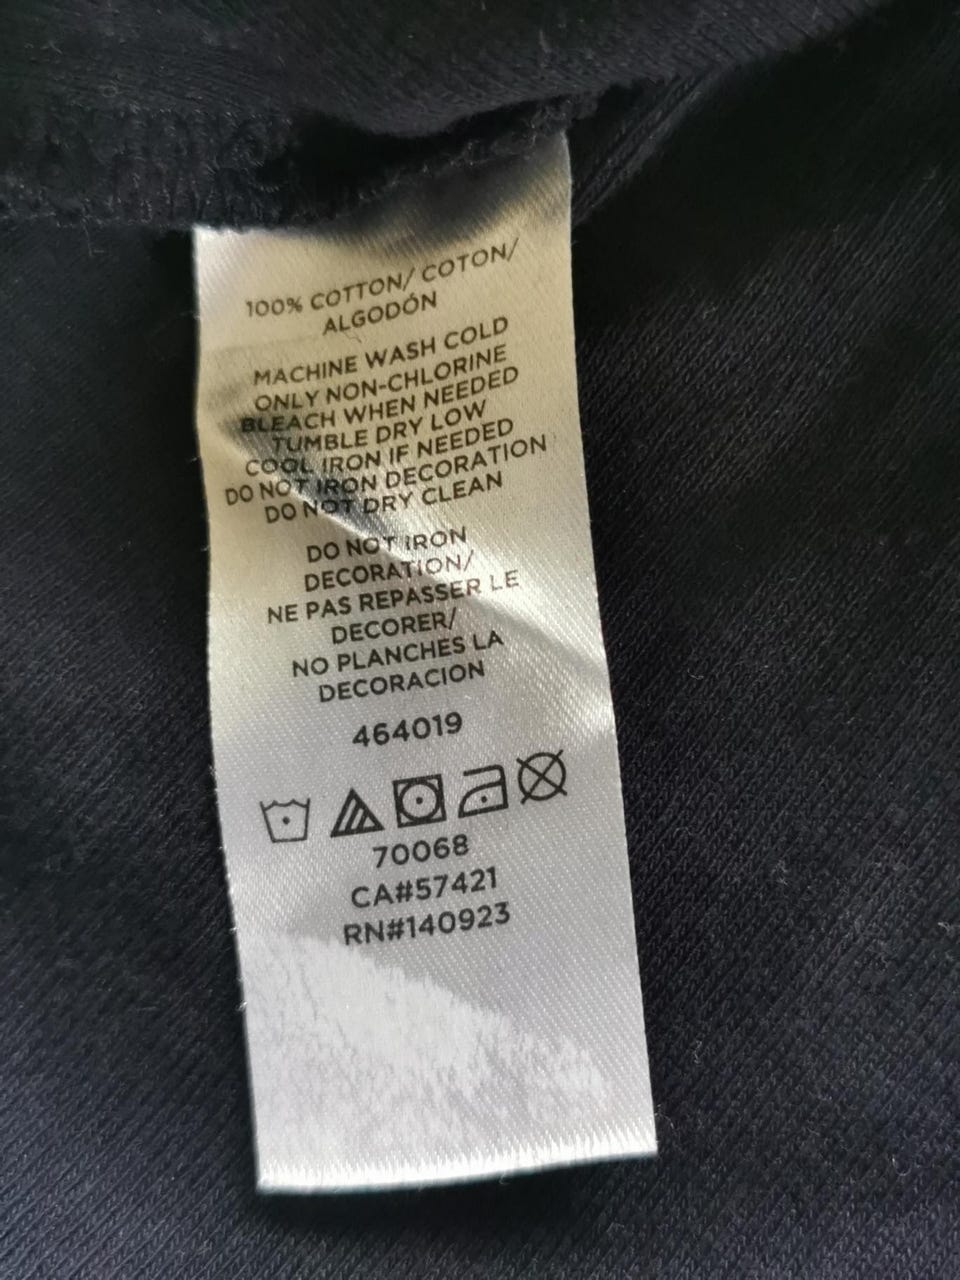 100% COTTON/ COTON/
ALGODÓN
MACHINE WASH COLD
ONLY NON-CHLORINE
BLEACH WHEN NEEDED
TUMBLE DRY LOW
COOL IRON IF NEEDED
DO NOT IRON DECORATION
DO NOT DRY CLEAN
DO NOT IRON
DECORATION/
NE PAS REPASSER LE
DECORER/
NO PLANCHES LA
DECORACION
464019
70068
CA#57421
RN#140923